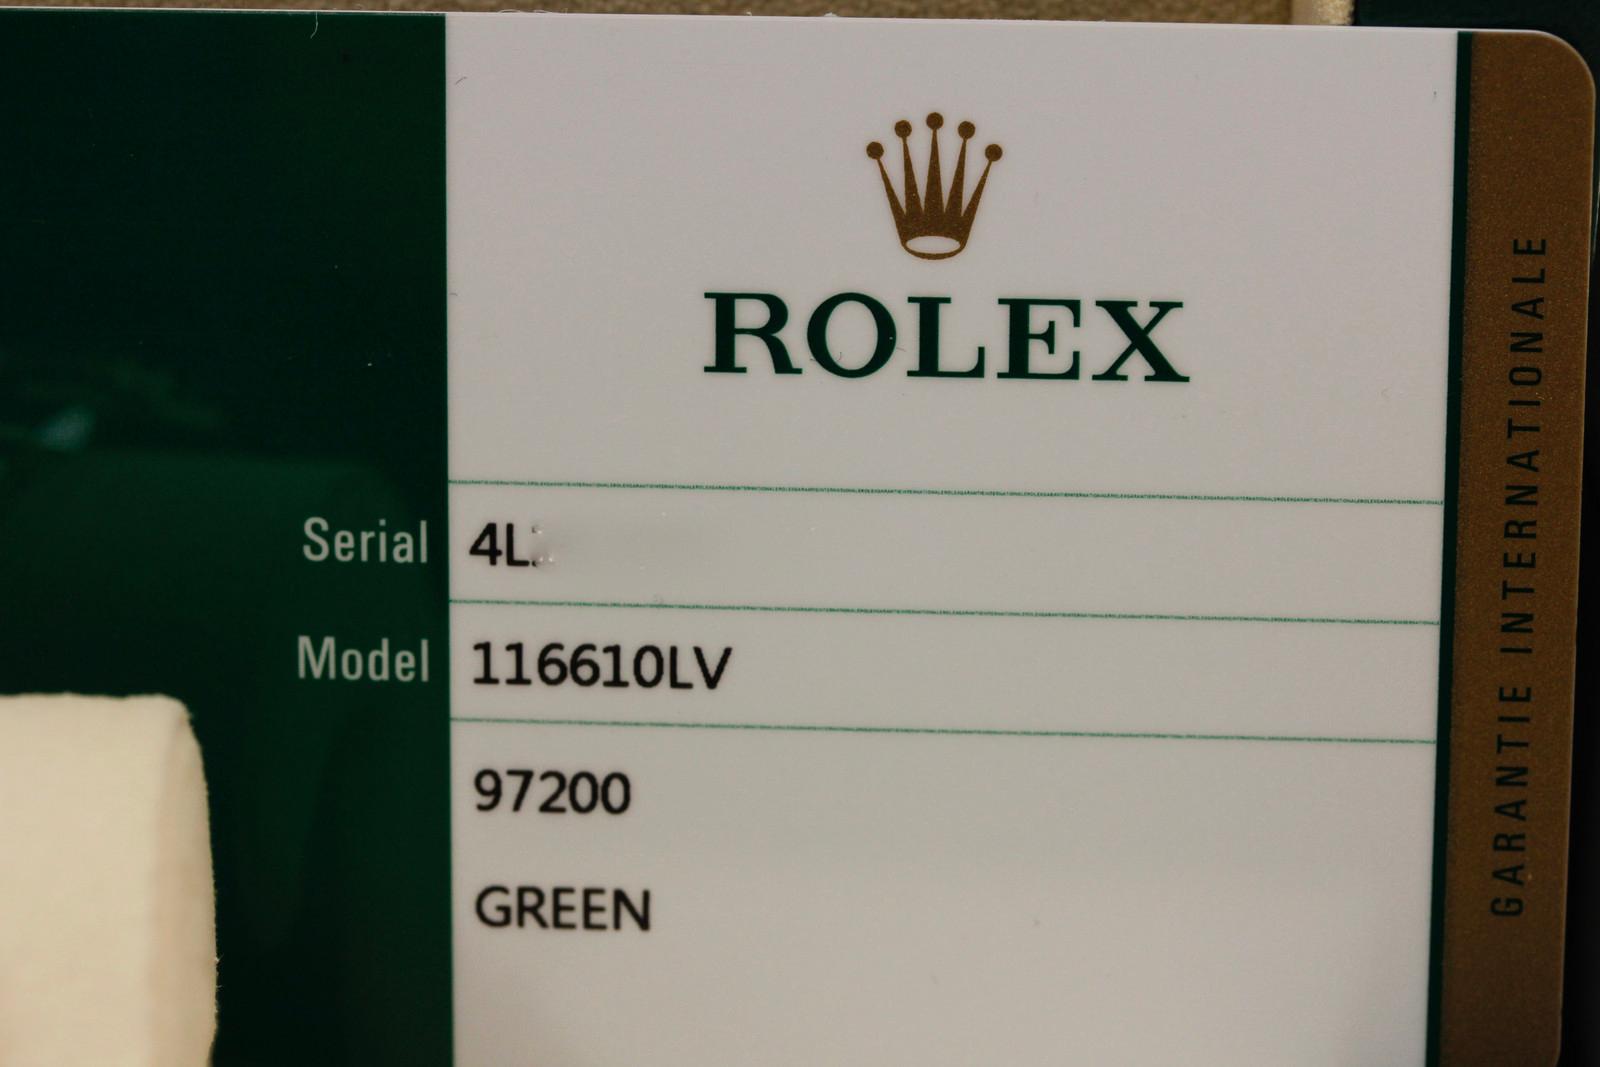 ROLEX
Serial 4L
Model 116610LV
97200
GREEN
GARANTIE INTERNATIONALE